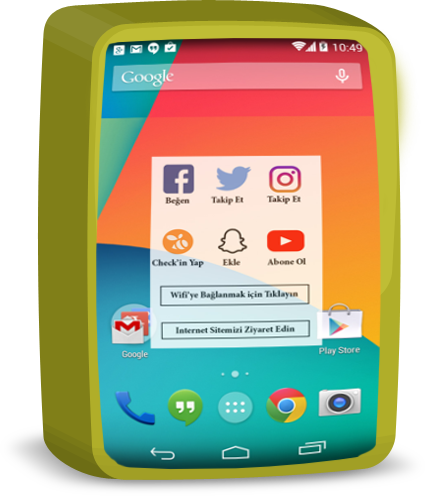 10:49
Google
Beğen Takip Et Takip Et
Check'in Yap Ekle Abone Ol
Wifi'ye Bağlanmak için Tıklayın
Internet Sitemizi Ziyaret Edin
Google Play Store